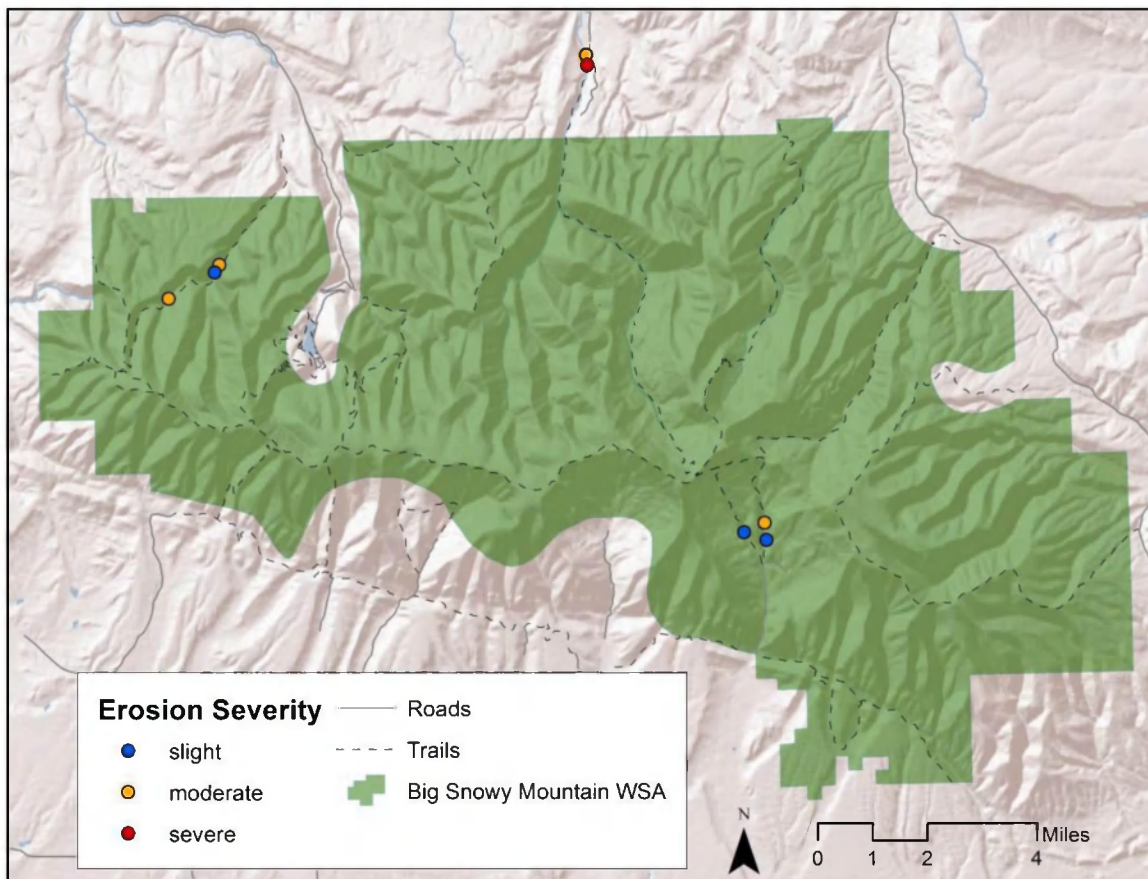 Erosion Severity
slight
moderate
severe
Roads
Trails
Big Snowy Mountain WSA
N
Miles
0 1 2 4